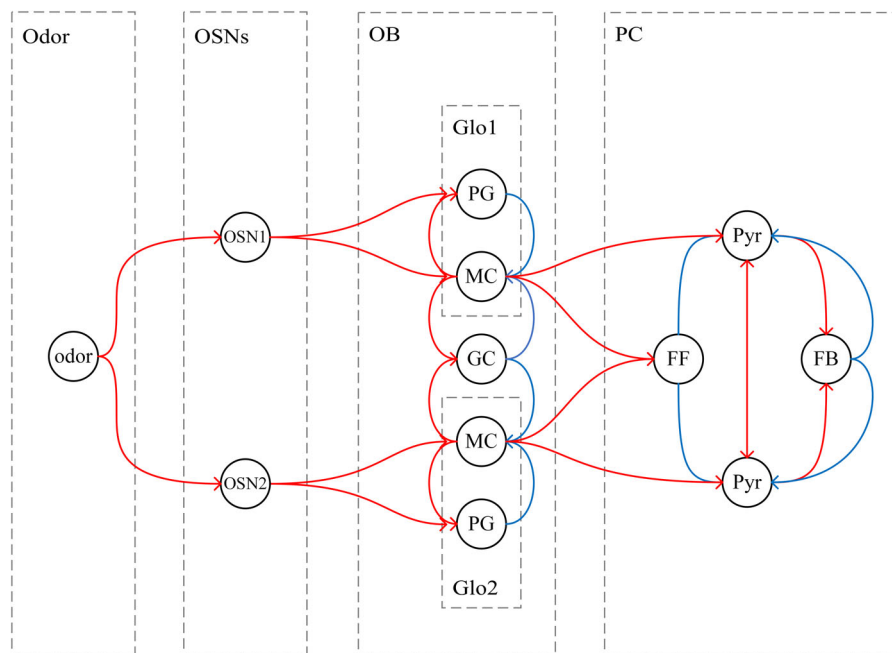 Odor
OSNs
OB
PC
Glo1
PG
OSN1
Pyr
MC
odor
GC
FF
FB
MC
OSN2
Pyr
PG
Glo2